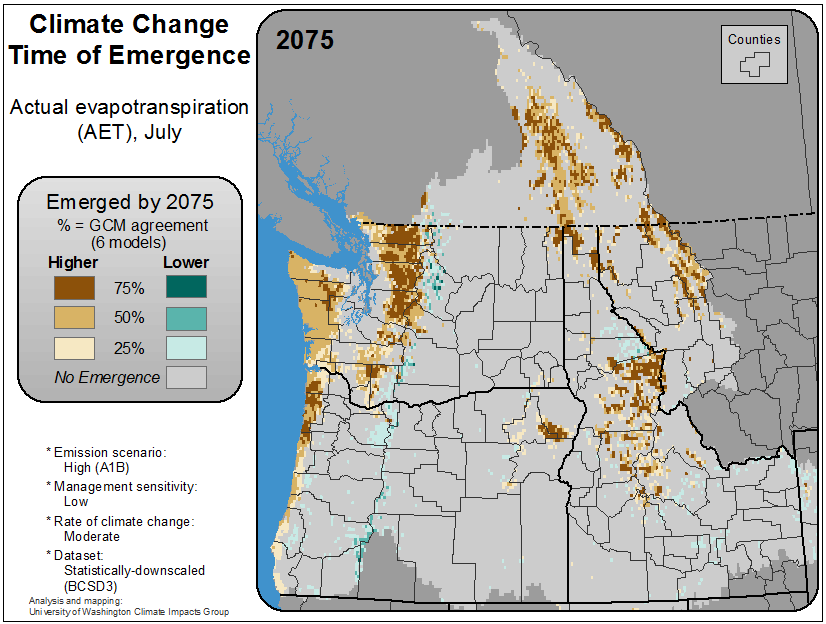 Climate Change
Time of Emergence
Actual evapotranspiration
(AET), July
Emerged by 2075
% = GCM agreement
(6 models)
Higher Lower
75%
50%
25%
No Emergence
* Emission scenario:
High (A1B)
* Management sensitivity:
Low
* Rate of climate change:
Moderate
* Dataset:
Statistically-downscaled
(BCSD3)
Analysis and mapping:
University of Washington Climate Impacts Group
2075
Counties